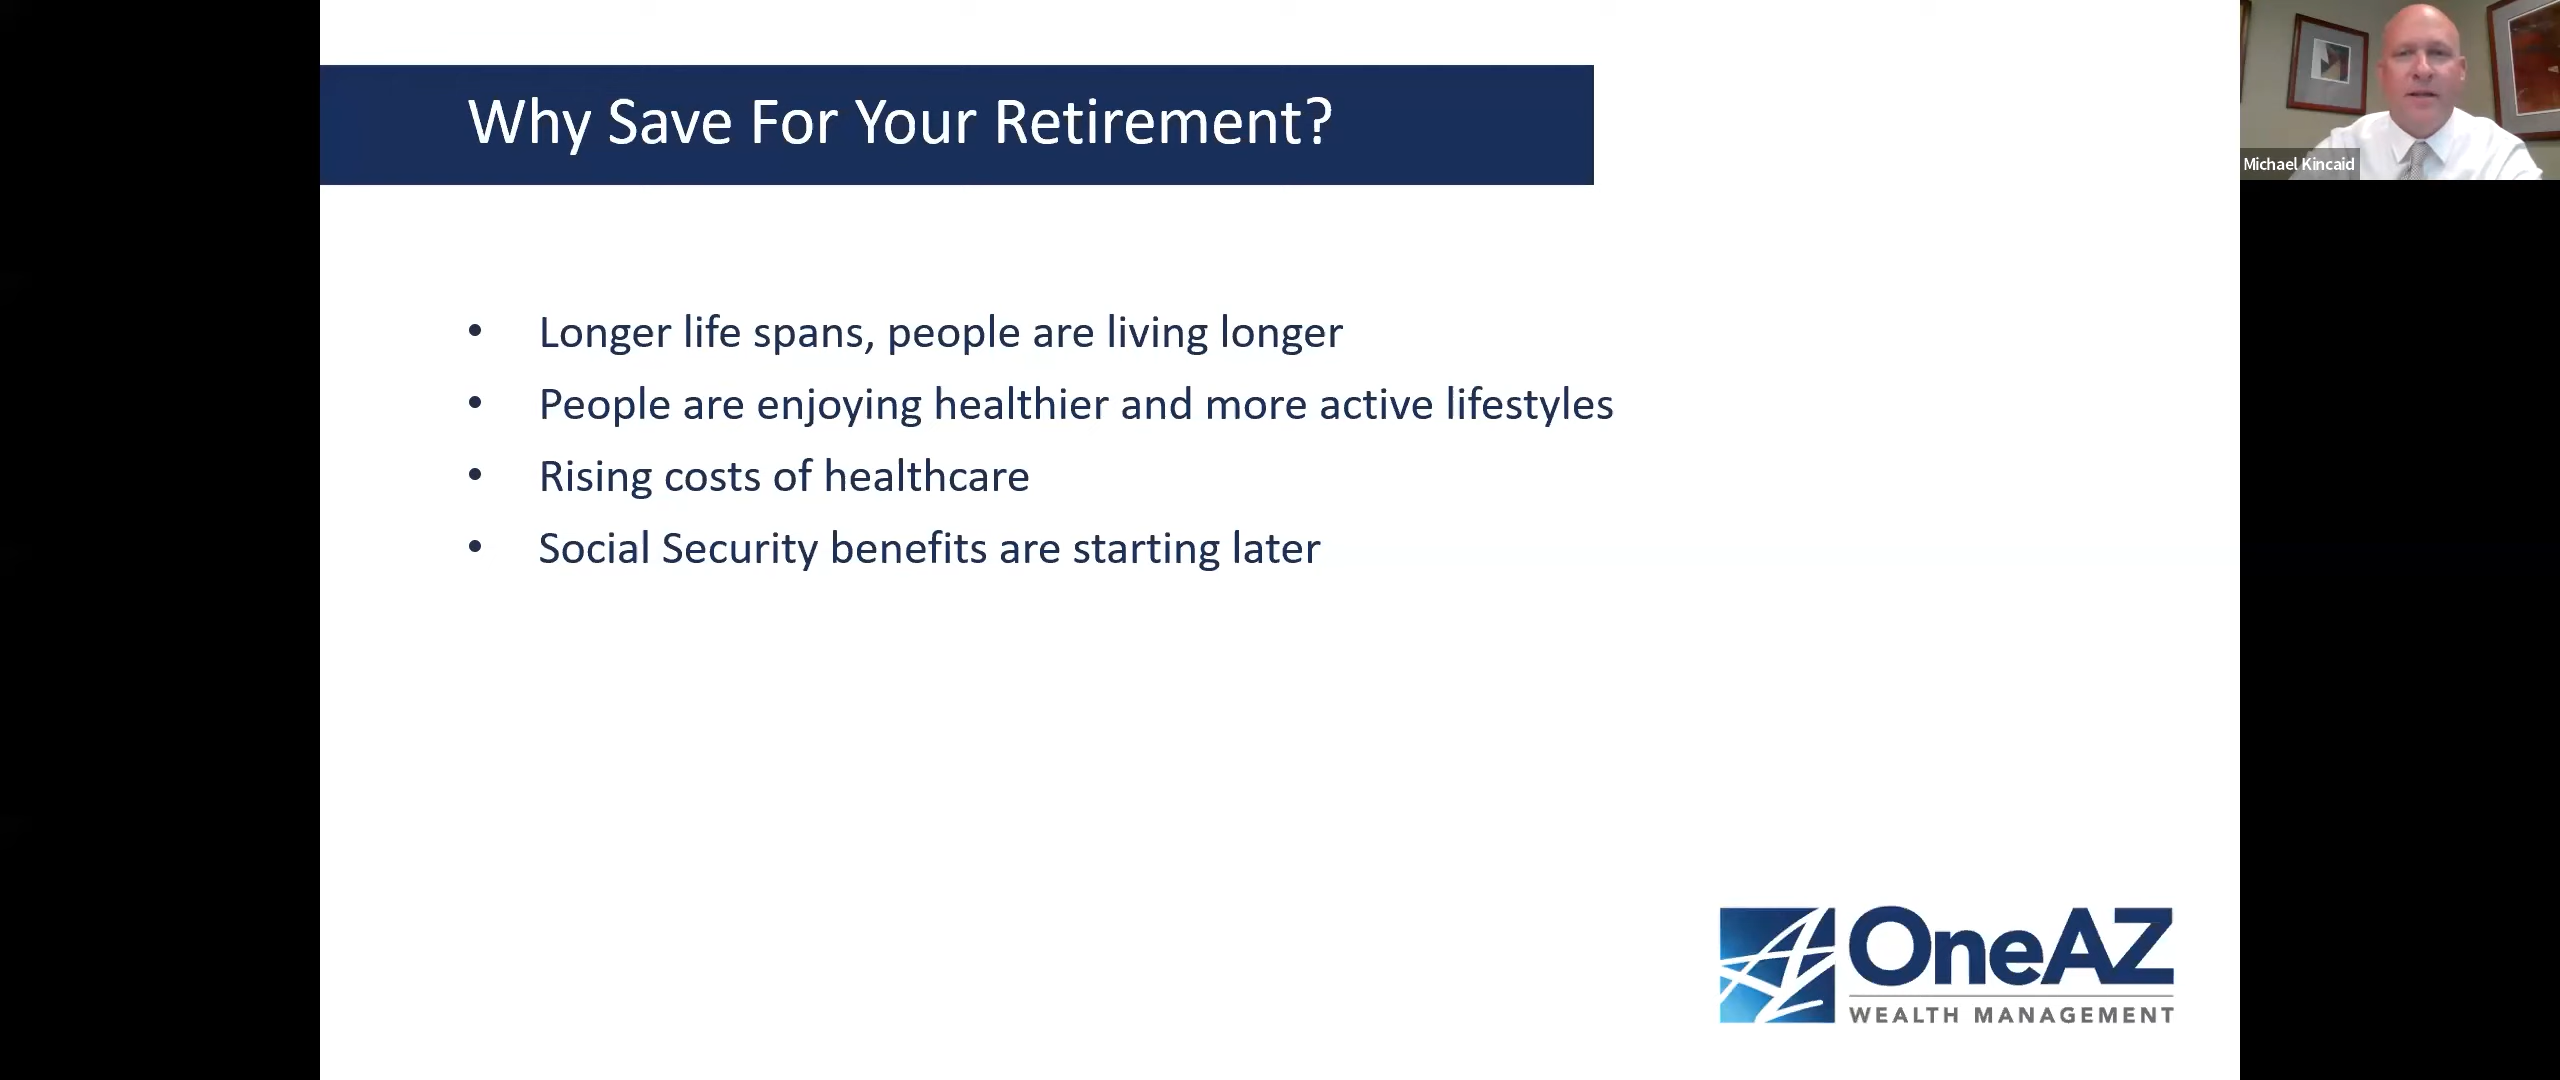 Why Save For Your Retirement?
Michael Kincaid
• Longer life spans, people are living longer
• People are enjoying healthier and more active lifestyles
• Rising costs of healthcare
• Social Security benefits are starting later
OneAZ
WEALTH MANAGEMENT